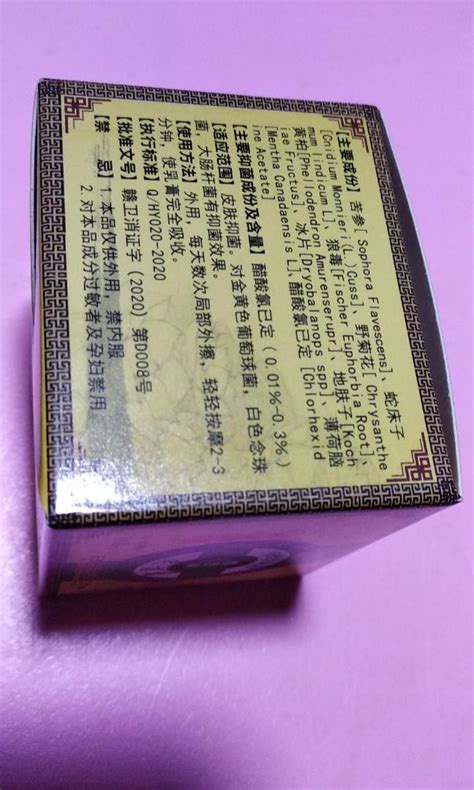 【主要成份】苦参[Sophora Flavescens]、蛇床子
[Cnidium Monnieri(L.)Cuss]、野菊花[Chrysanthe
mum lindicum L]、狼毒[Fischer Euphorbia Root]、
黄柏[Phellodendron Amurenserupr]、地肤子[Koch
iae Fructus]、冰片[Dryobalanops spp]、薄荷脑
[Mentha Canadaensis L]、醋酸氯已定[Chlorhexid
ine Acetate]
【主要抑菌成份及含量】醋酸氯已定(0.01%-0.3%)
【适应范围】皮肤抑菌。对金黄色葡萄球菌，白色念珠
菌，大肠杆菌有抑菌效果。
【使用方法】外用，每天数次局部外擦，轻轻按摩2-3
分钟，使乳膏完全吸收。
【执行标准】Q/HY020-2020
【批准文号】赣卫消证字（2020）第D008号
【禁 忌】1.本品仅供外用，禁内服
2.对本品成分过敏者及孕妇禁用